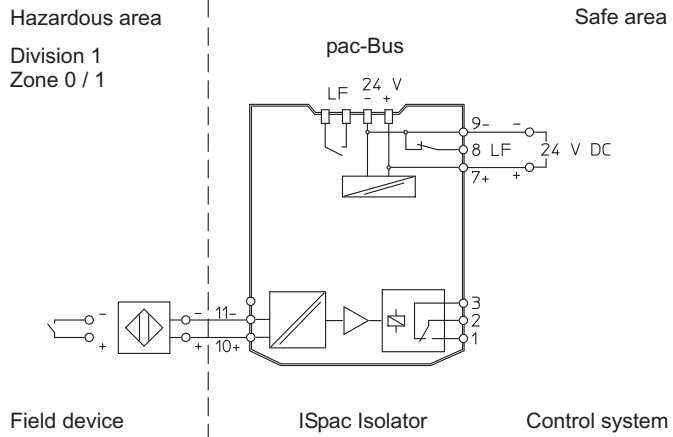 Hazardous area
Safe area
Division 1
Zone 0 / 1
pac-Bus
LF 24 V
- +
9- -
8 LF 24 V DC
7+ +
3
- - 11- 2
+ + 10+ 1
Field device
ISpac Isolator
Control system